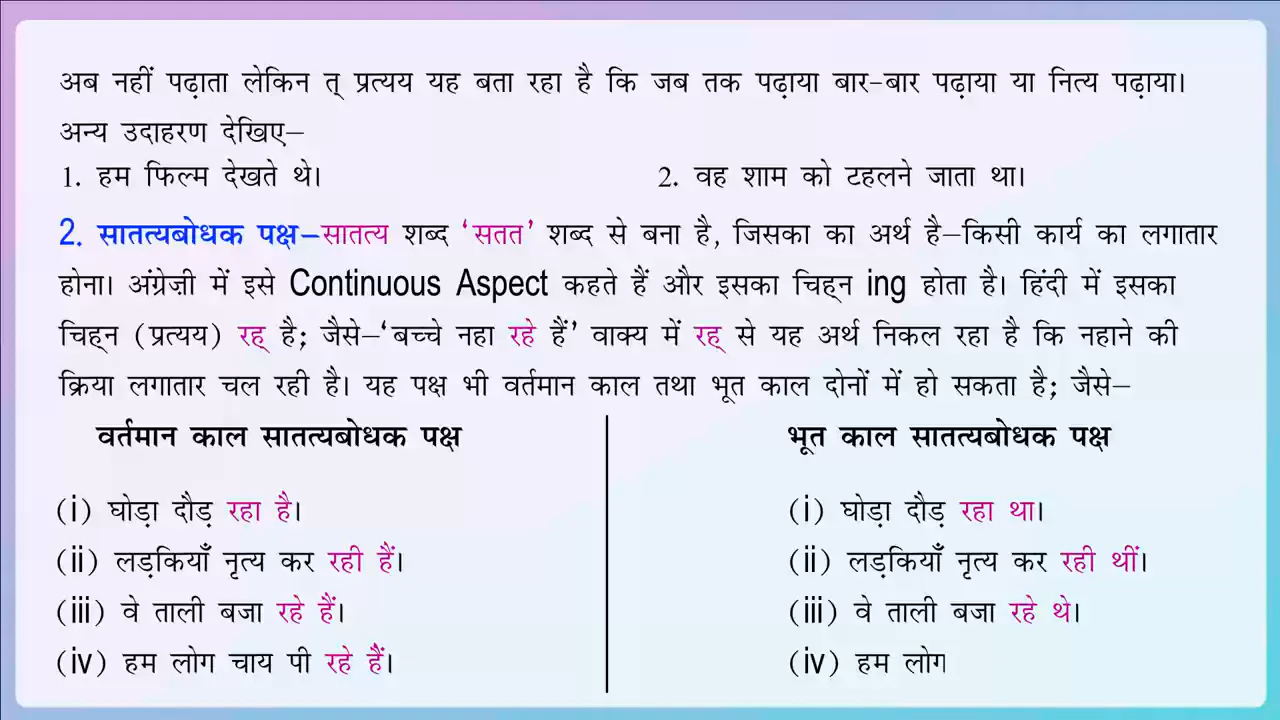 अब नहीं पढ़ाता लेकिन त् प्रत्यय यह बता रहा है कि जब तक पढ़ाया बार-बार पढ़ाया या नित्य पढ़ाया।
अन्य उदाहरण देखिए–
1. हम फिल्म देखते थे। 2. वह शाम को टहलने जाता था।
2. सातत्यबोधक पक्ष–सातत्य शब्द ‘सतत’ शब्द से बना है, जिसका का अर्थ है–किसी कार्य का लगातार
होना। अंग्रेज़ी में इसे Continuous Aspect कहते हैं और इसका चिह्न ing होता है। हिंदी में इसका
चिह्न (प्रत्यय) रह् है; जैसे–‘बच्चे नहा रहे हैं’ वाक्य में रह् से यह अर्थ निकल रहा है कि नहाने की
क्रिया लगातार चल रही है। यह पक्ष भी वर्तमान काल तथा भूत काल दोनों में हो सकता है; जैसे–
वर्तमान काल सातत्यबोधक पक्ष
(i) घोड़ा दौड़ रहा है।
(ii) लड़कियाँ नृत्य कर रही हैं।
(iii) वे ताली बजा रहे हैं।
(iv) हम लोग चाय पी रहे हैं।
भूत काल सातत्यबोधक पक्ष
(i) घोड़ा दौड़ रहा था।
(ii) लड़कियाँ नृत्य कर रही थीं।
(iii) वे ताली बजा रहे थे।
(iv) हम लोग